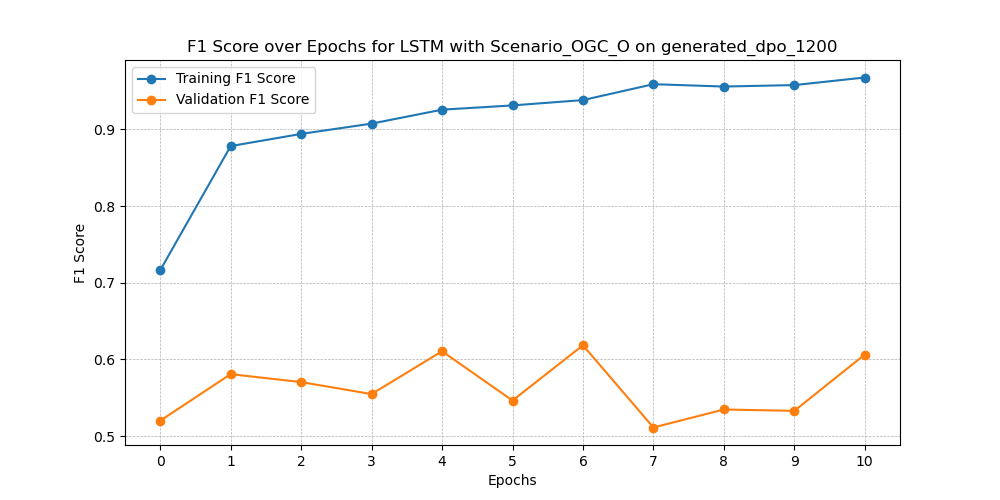 F1 Score over Epochs for LSTM with Scenario_OGC_O on generated_dpo_1200
Training F1 Score
Validation F1 Score
F1 Score
0.9
0.8
0.7
0.6
0.5
0 1 2 3 4 5 6 7 8 9 10
Epochs